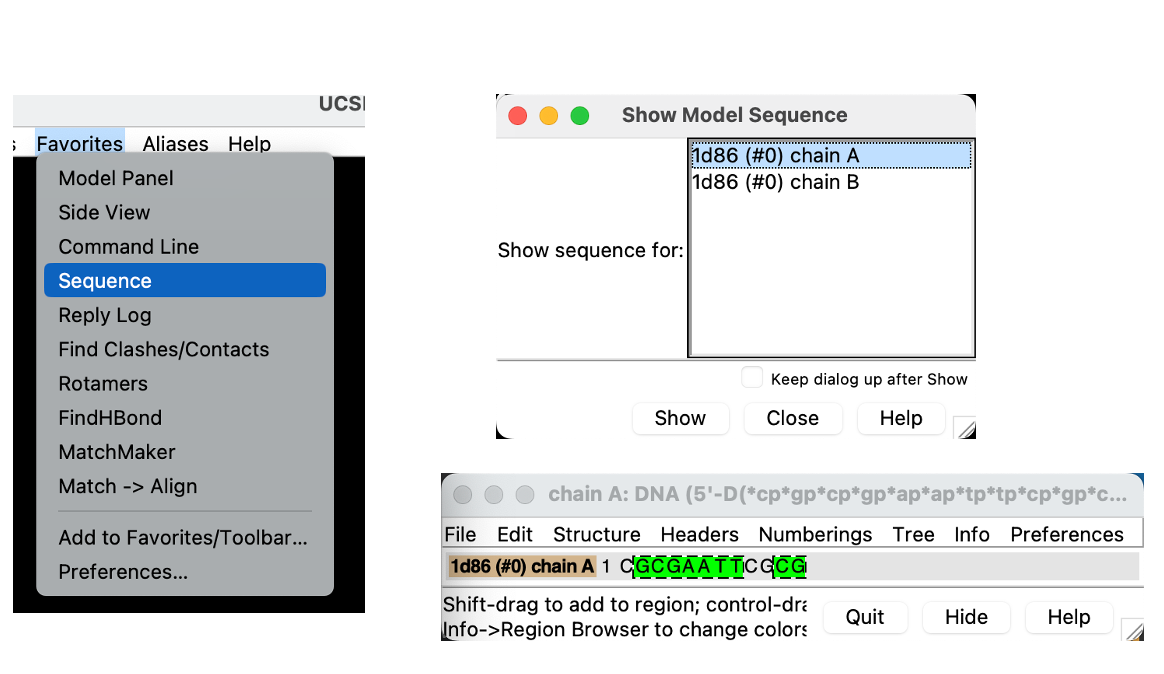 UCSF
Favorites Aliases Help
Model Panel
Side View
Command Line
Sequence
Reply Log
Find Clashes/Contacts
Rotamers
FindHBond
MatchMaker
Match -> Align
Add to Favorites/Toolbar...
Preferences...
Show Model Sequence
1d86 (#0) chain A
1d86 (#0) chain B
Show sequence for:
Keep dialog up after Show
Show Close Help
chain A: DNA (5'-D(*cp*gp*cp*gp*ap*ap*tp*tp*cp*gp*c...
File Edit Structure Headers Numberings Tree Info Preferences
1d86 (#0) chain A 1 CGCGAATTCGCG
Shift-drag to add to region; control-dra
Info->Region Browser to change colors
Quit Hide Help